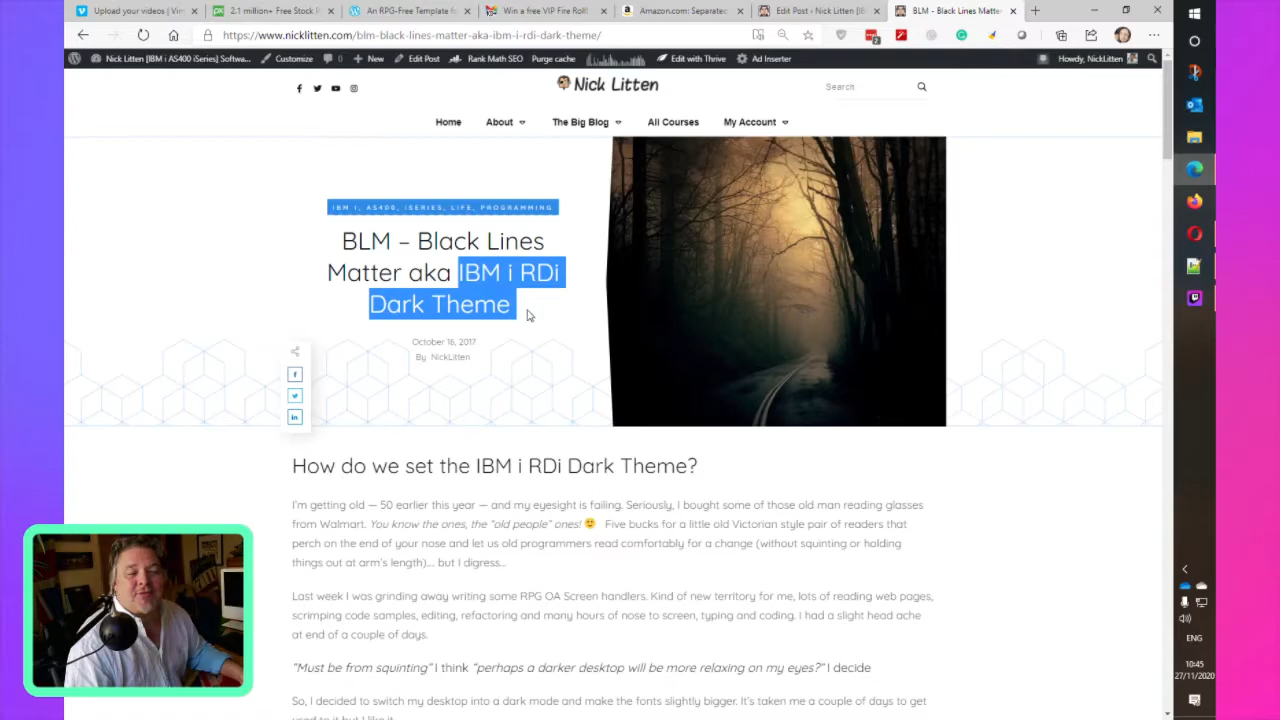 Upload your videos | Vim
2.1 million+ Free Stock P
An RPG-Free Template fo
Win a free VIP Fire Roll!
Amazon.com: Separatec
Edit Post ‹ Nick Litten [IB
BLM - Black Lines Matter
https://www.nicklitten.com/blm-black-lines-matter-aka-ibm-i-rdi-dark-theme/
2
Nick Litten [IBM i AS400 iSeries] Softwa...
Customize
0
New
Edit Post
Rank Math SEO
Purge cache
Edit with Thrive
Ad Inserter
Howdy, NickLitten
Nick Litten
Search
Home
About
The Big Blog
All Courses
My Account
IBM I, AS400, ISERIES, LIFE, PROGRAMMING
BLM – Black Lines
Matter aka IBM i RDi
Dark Theme
October 16, 2017
By NickLitten
How do we set the IBM i RDi Dark Theme?
I'm getting old — 50 earlier this year — and my eyesight is failing. Seriously, I bought some of those old man reading glasses
from Walmart. You know the ones, the "old people" ones! Five bucks for a little old Victorian style pair of readers that
perch on the end of your nose and let us old programmers read comfortably for a change (without squinting or holding
things out at arm's length)... but I digress...
Last week I was grinding away writing some RPG OA Screen handlers. Kind of new territory for me, lots of reading web pages,
scrimping code samples, editing, refactoring and many hours of nose to screen, typing and coding. I had a slight head ache
at end of a couple of days.
"Must be from squinting" I think "perhaps a darker desktop will be more relaxing on my eyes?" I decide
So, I decided to switch my desktop into a dark mode and make the fonts slightly bigger. It's taken me a couple of days to get
used to it but I like it
ENG
10:45
27/11/2020